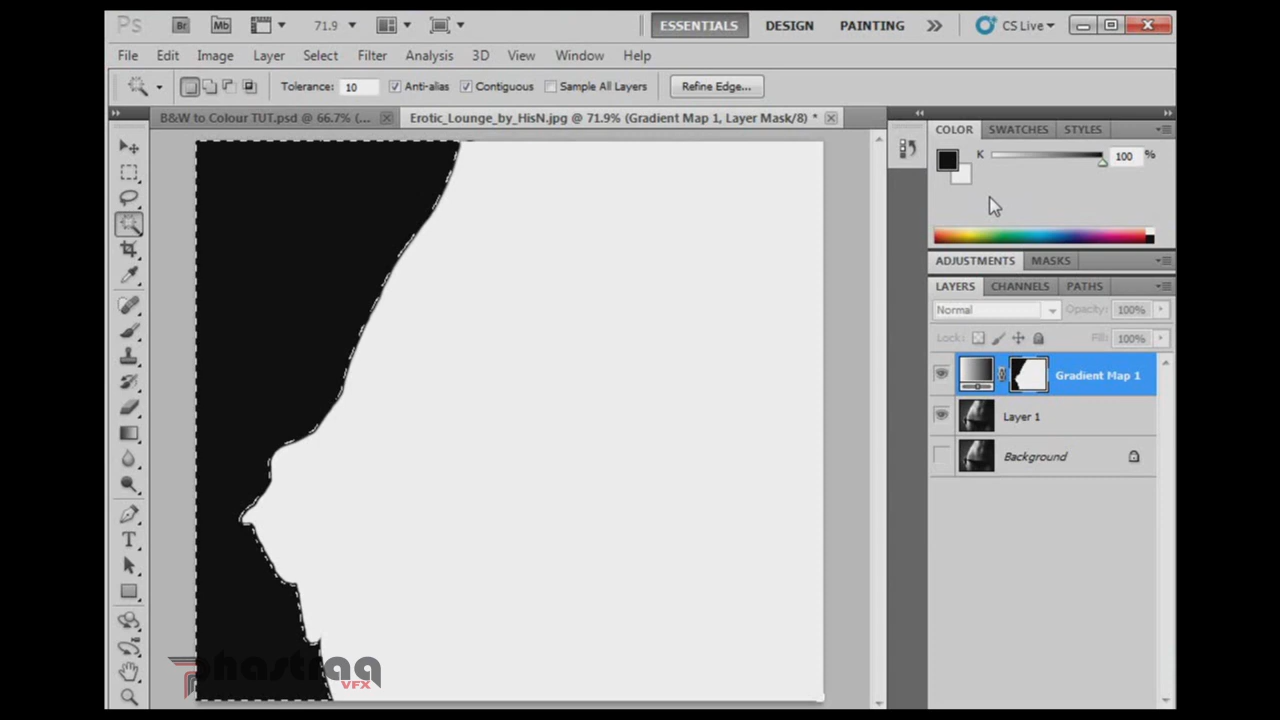 Ps Br Mb 71.9 ESSENTIALS DESIGN PAINTING CS Live
File Edit Image Layer Select Filter Analysis 3D View Window Help
Tolerance: 10 Anti-alias Contiguous Sample All Layers Refine Edge...
B&W to Colour TUT.psd @ 66.7% (... Erotic_Lounge_by_HisN.jpg @ 71.9% (Gradient Map 1, Layer Mask/8) *
COLOR SWATCHES STYLES
K 100 %
ADJUSTMENTS MASKS
LAYERS CHANNELS PATHS
Normal Opacity: 100%
Lock: Fill: 100%
Gradient Map 1
Layer 1
Background
T
phastraq
VFX